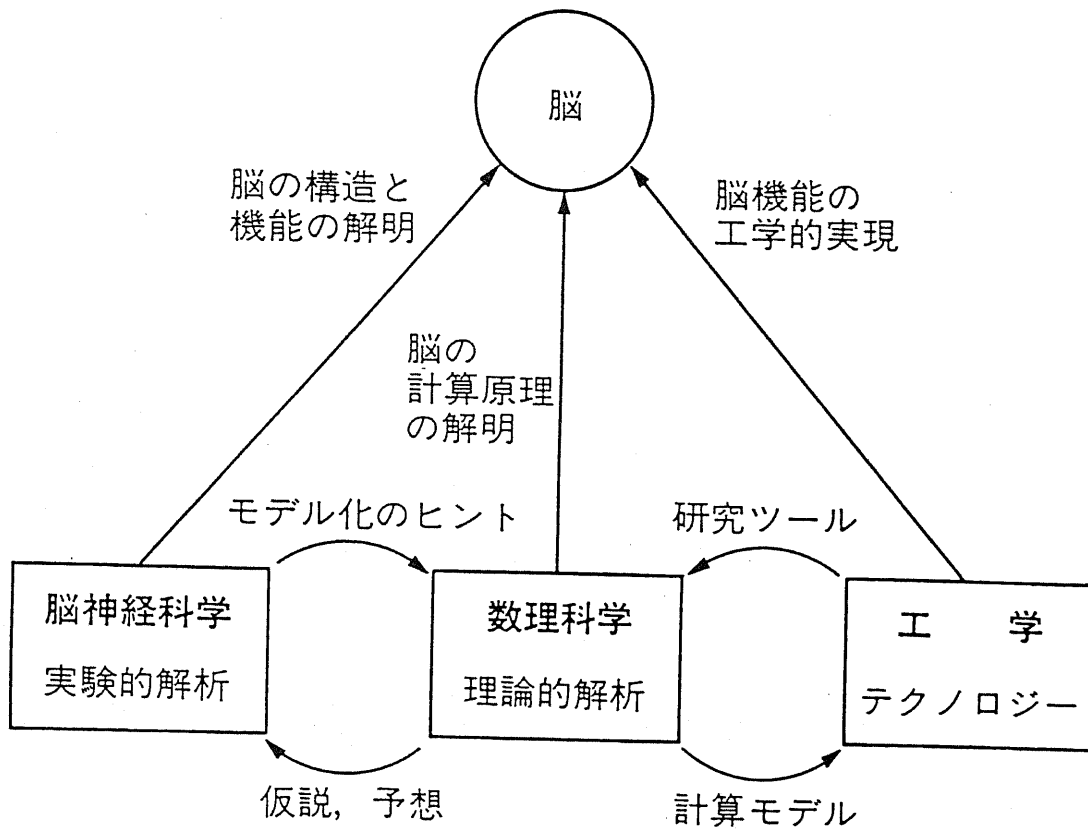 脳
脳の構造と
機能の解明
脳機能の
工学的実現
脳の
計算原理
の解明
モデル化のヒント
研究ツール
脳神経科学
実験的解析
数理科学
理論的解析
工　学
テクノロジー
仮説，予想
計算モデル